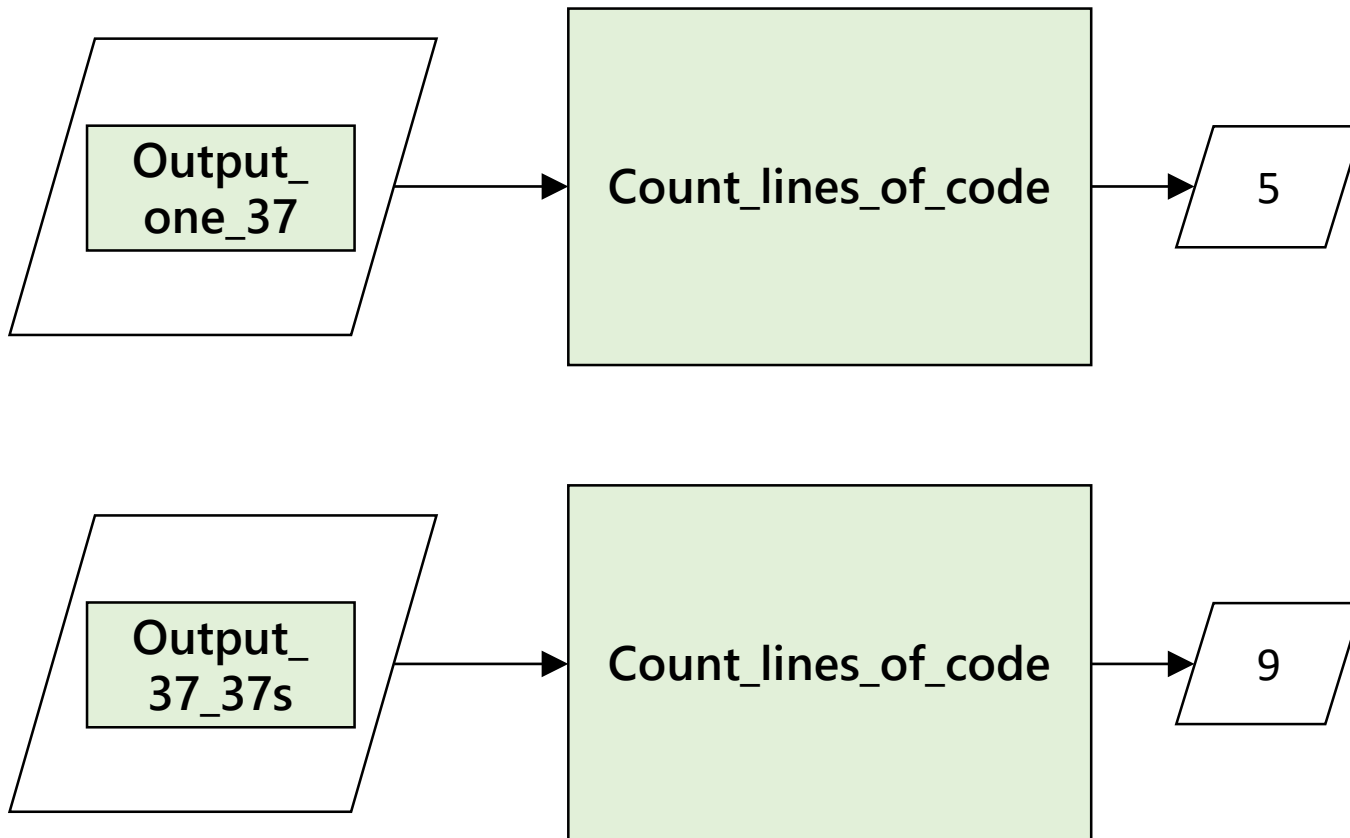 Output_
one_37
Count_lines_of_code
5
Output_
37_37s
Count_lines_of_code
9